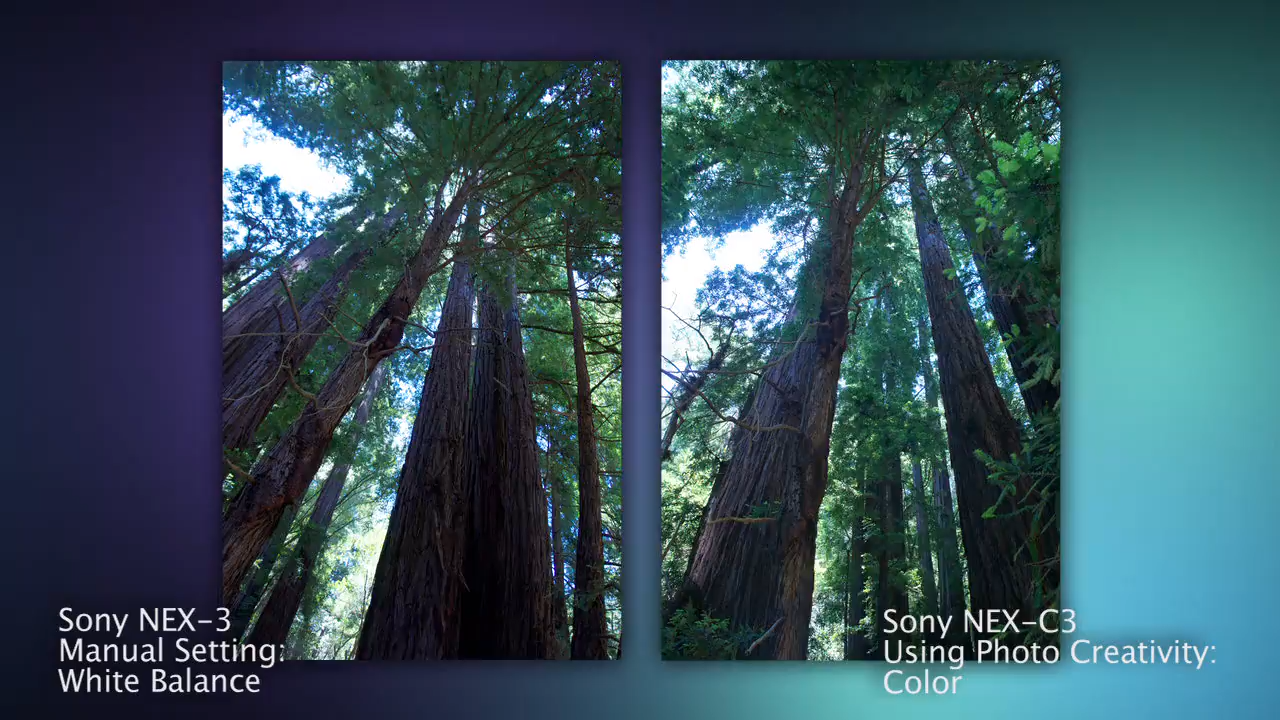 Sony NEX-3
Manual Setting:
White Balance
Sony NEX-C3
Using Photo Creativity:
Color